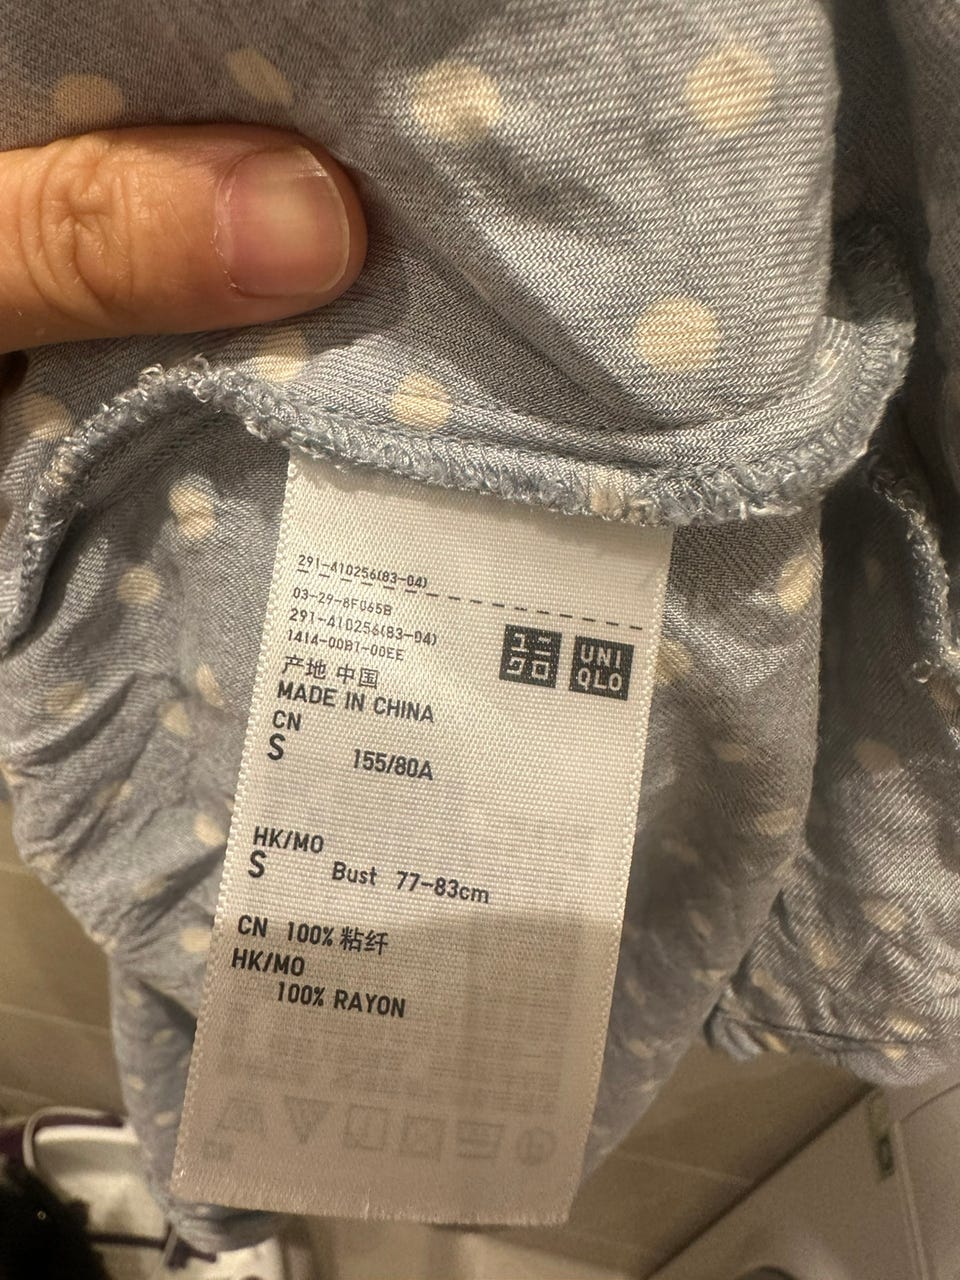 291-410256(83-04)
03-29-8F065B
291-410256(83-04)
1414-00B1-00EE
ユニ
クロ
UNI
QLO
产地 中国
MADE IN CHINA
CN
S 155/80A
HK/MO
S Bust 77-83cm
CN 100% 粘纤
HK/MO
100% RAYON